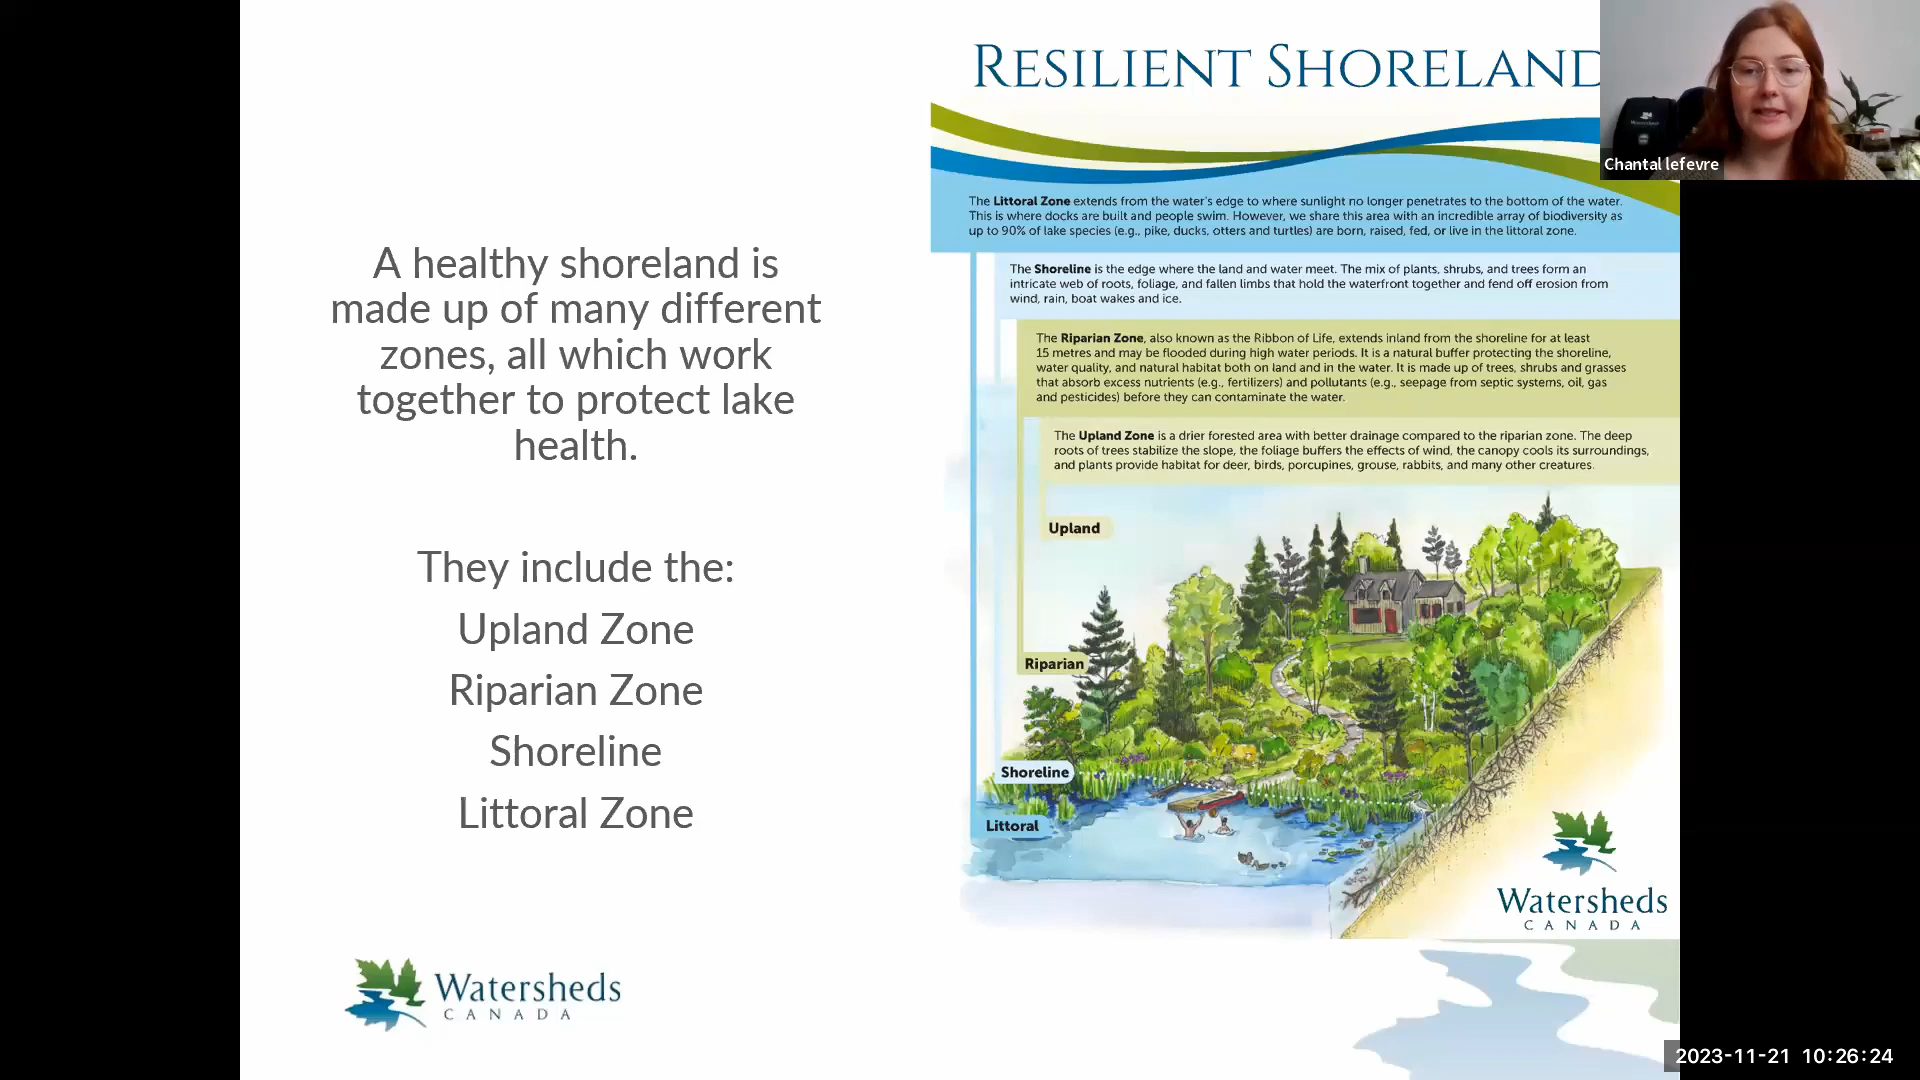 A healthy shoreland is
made up of many different
zones, all which work
together to protect lake
health.
They include the:
Upland Zone
Riparian Zone
Shoreline
Littoral Zone
Watersheds
CANADA
RESILIENT SHORELAND
The Littoral Zone extends from the water's edge to where sunlight no longer penetrates to the bottom of the water.
This is where docks are built and people swim. However, we share this area with an incredible array of biodiversity as
up to 90% of lake species (e.g., pike, ducks, otters and turtles) are born, raised, fed, or live in the littoral zone.
The Shoreline is the edge where the land and water meet. The mix of plants, shrubs, and trees form an
intricate web of roots, foliage, and fallen limbs that hold the waterfront together and fend off erosion from
wind, rain, boat wakes and ice.
The Riparian Zone, also known as the Ribbon of Life, extends inland from the shoreline for at least
15 metres and may be flooded during high water periods. It is a natural buffer protecting the shoreline,
water quality, and natural habitat both on land and in the water. It is made up of trees, shrubs and grasses
that absorb excess nutrients (e.g., fertilizers) and pollutants (e.g., seepage from septic systems, oil, gas
and pesticides) before they can contaminate the water.
The Upland Zone is a drier forested area with better drainage compared to the riparian zone. The deep
roots of trees stabilize the slope, the foliage buffers the effects of wind, the canopy cools its surroundings,
and plants provide habitat for deer, birds, porcupines, grouse, rabbits, and many other creatures.
Upland
Riparian
Shoreline
Littoral
Watersheds
CANADA
Chantal lefevre
2023-11-21 10:26:24